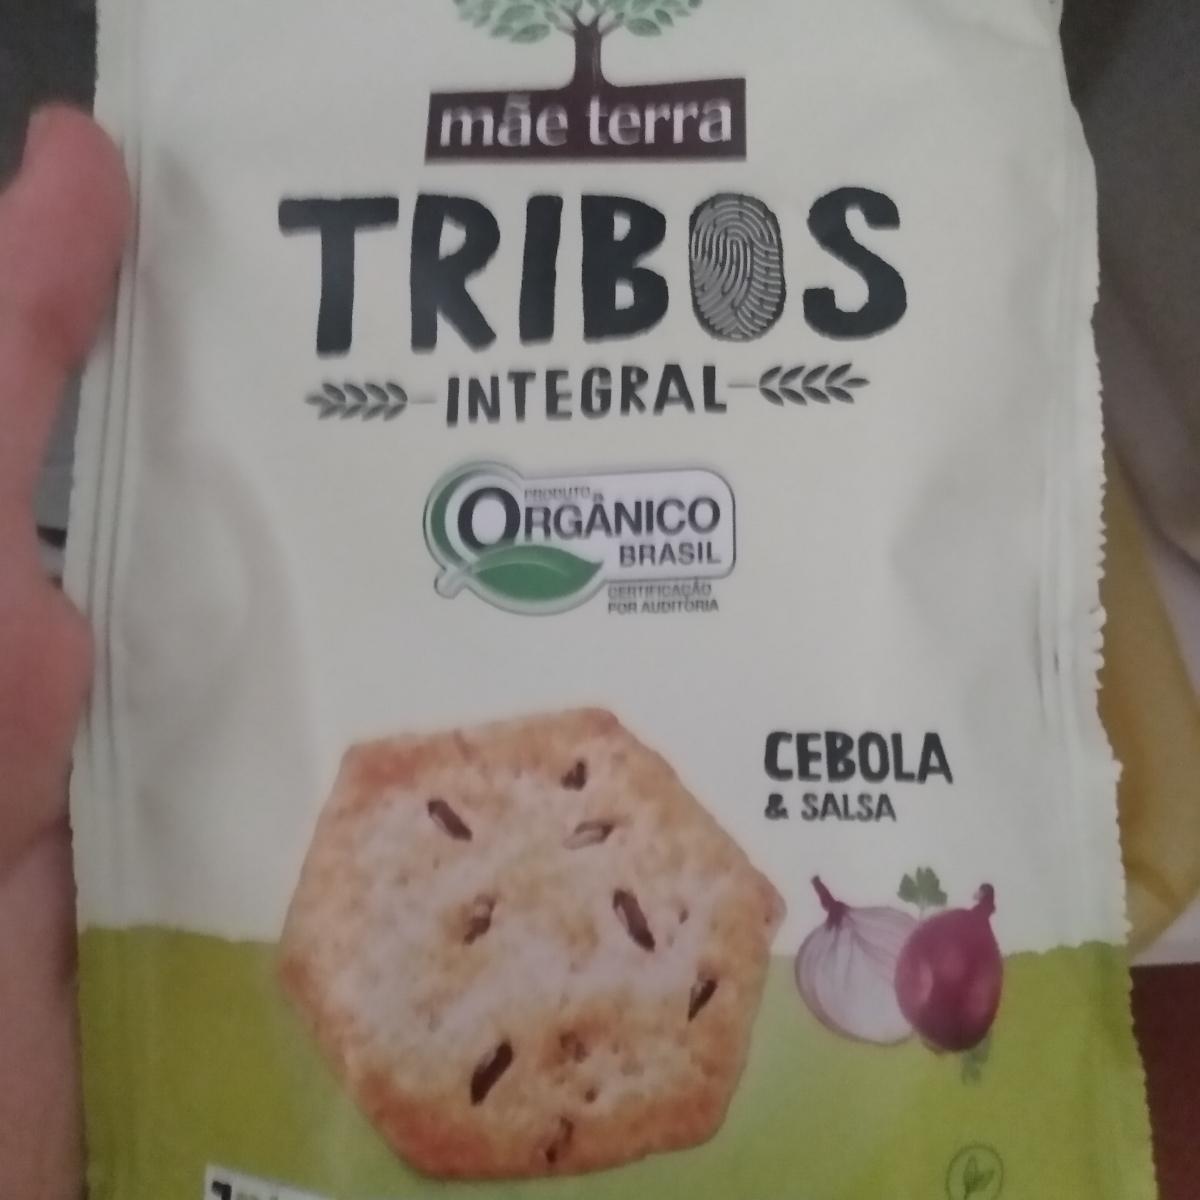 mãe terra
TRIBOS
INTEGRAL
PRODUTO
ORGÂNICO
BRASIL
CERTIFICAÇÃO
POR AUDITORIA
CEBOLA
& SALSA